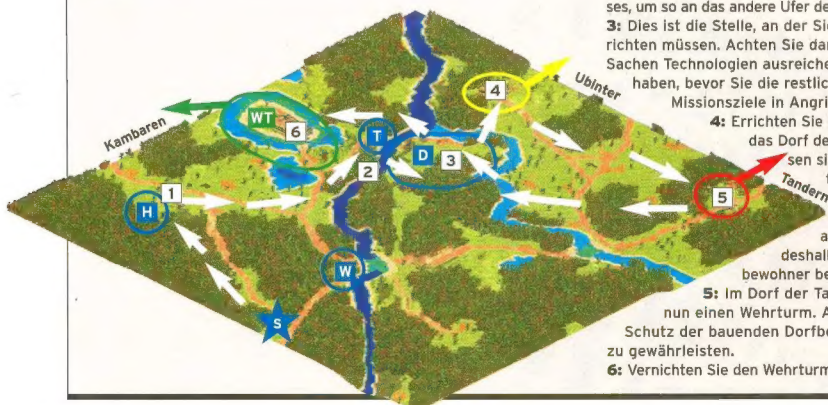 ses, um so an das andere Ufer de
3: Dies ist die Stelle, an der Sie
richten müssen. Achten Sie dar
Sachen Technologien ausreiche
haben, bevor Sie die restlic
Missionsziele in Angri
4: Errichten Sie
das Dorf de
sen si
deshall
bewohner be
5: Im Dorf der Ta
nun einen Wehrturm. A
Schutz der bauenden Dorfbe
zu gewährleisten.
6: Vernichten Sie den Wehrturm
Ubinter
Kambaren
Tandern
WT
6
4
T
D
3
2
1
H
5
W
S